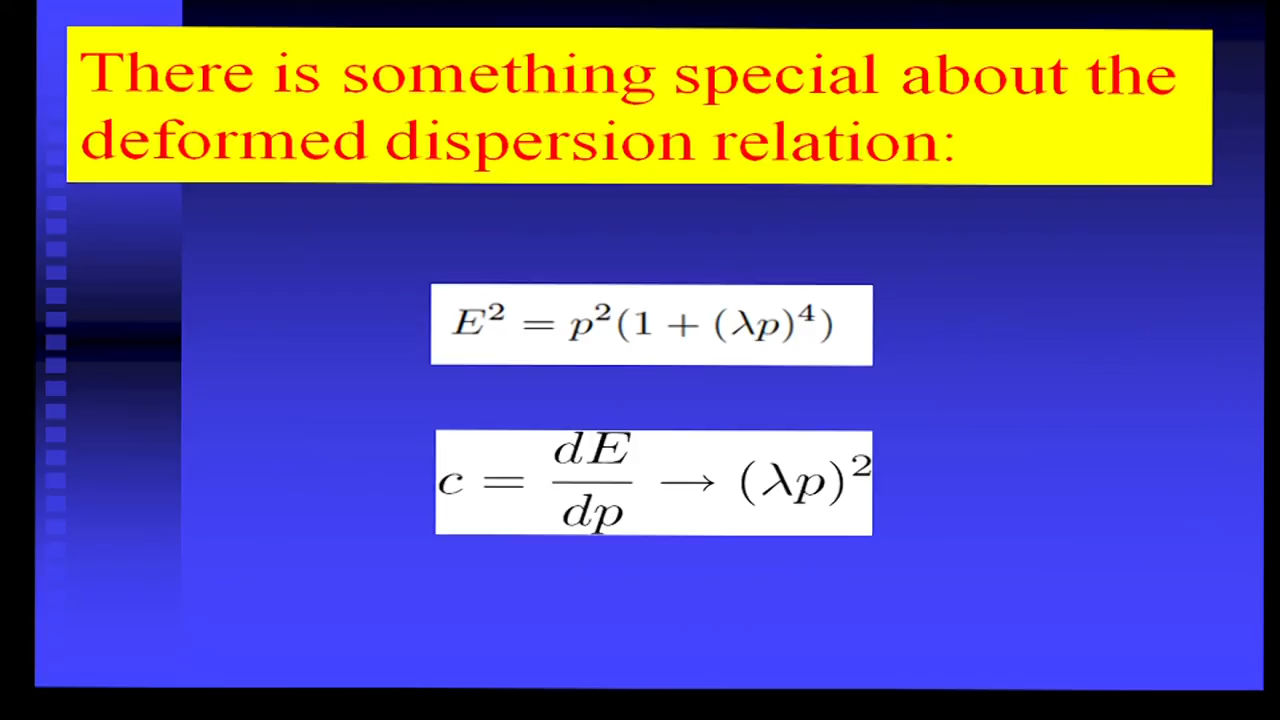 There is something special about the
deformed dispersion relation:
E² = p²(1 + (λp)⁴)
c = dE/dp → (λp)²